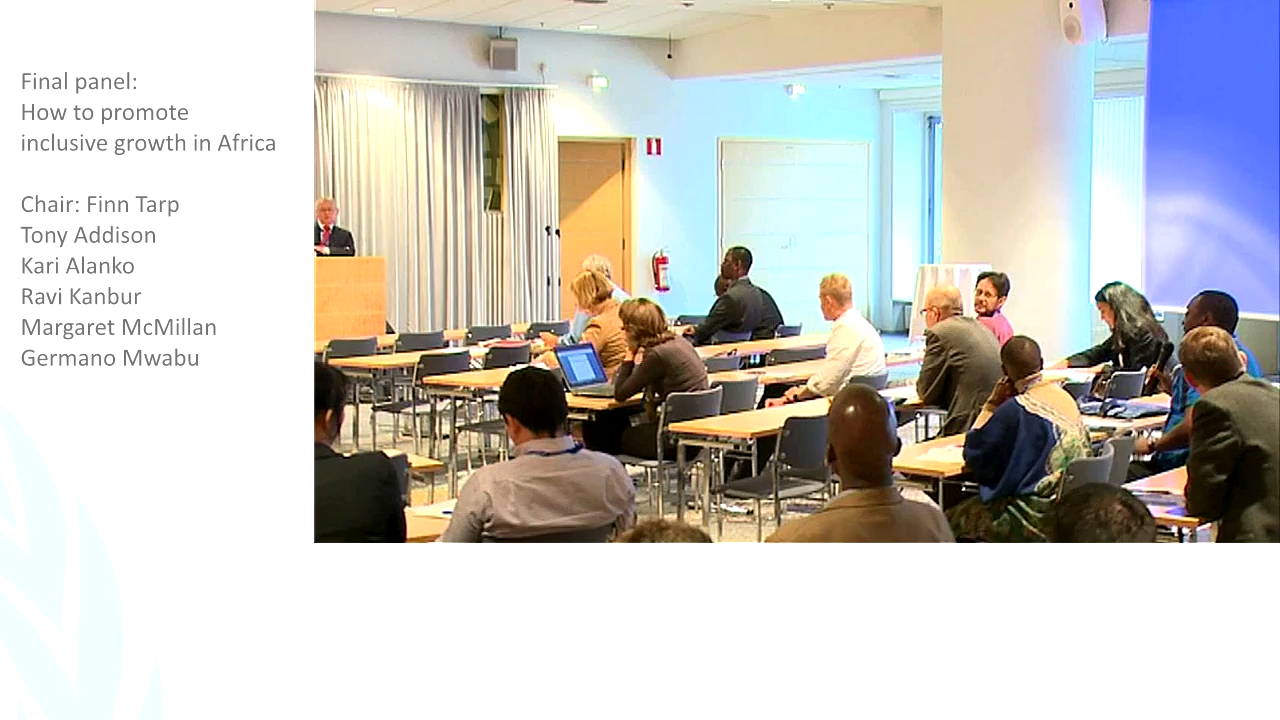 Final panel:
How to promote
inclusive growth in Africa
Chair: Finn Tarp
Tony Addison
Kari Alanko
Ravi Kanbur
Margaret McMillan
Germano Mwabu